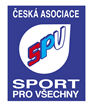 ČESKÁ ASOCIACE
SPV
SPORT
PRO VŠECHNY